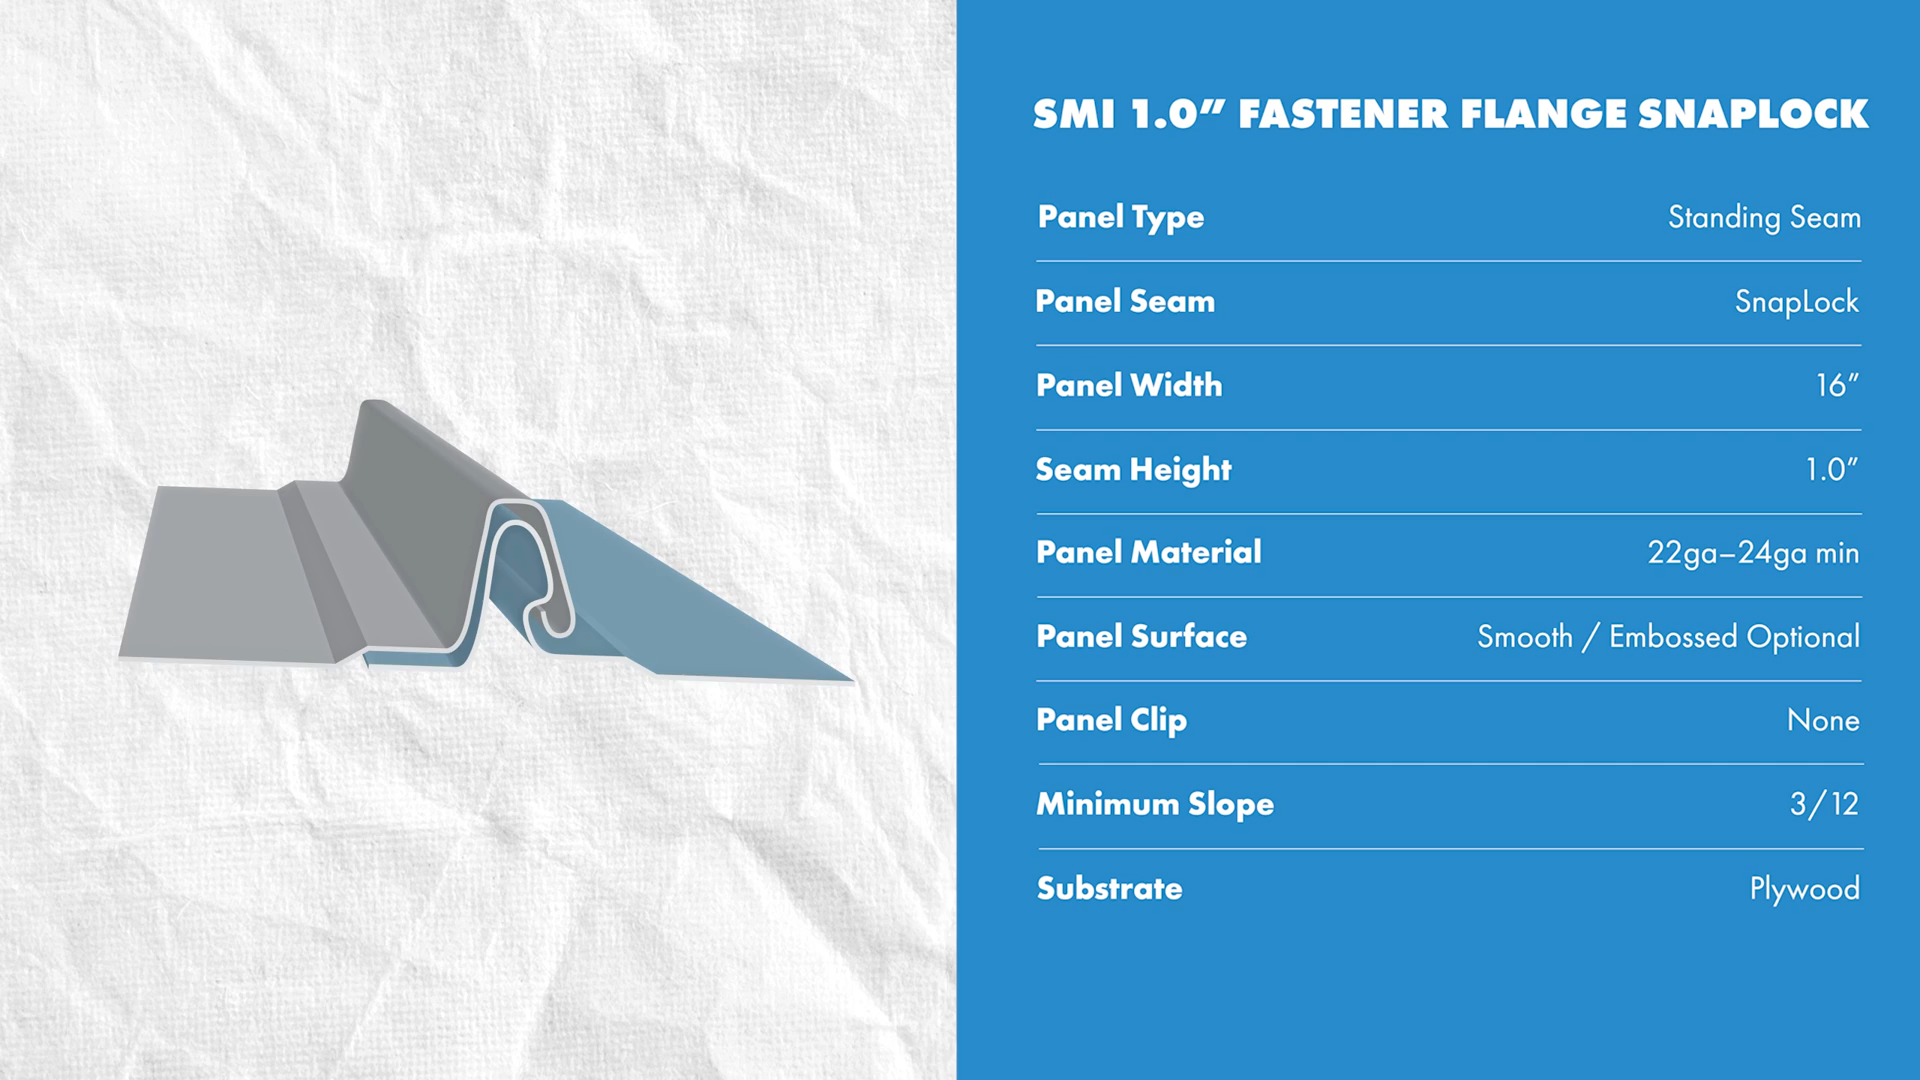 SMI 1.0” FASTENER FLANGE SNAPLOCK
Panel Type Standing Seam
Panel Seam SnapLock
Panel Width 16”
Seam Height 1.0”
Panel Material 22ga–24ga min
Panel Surface Smooth / Embossed Optional
Panel Clip None
Minimum Slope 3/12
Substrate Plywood